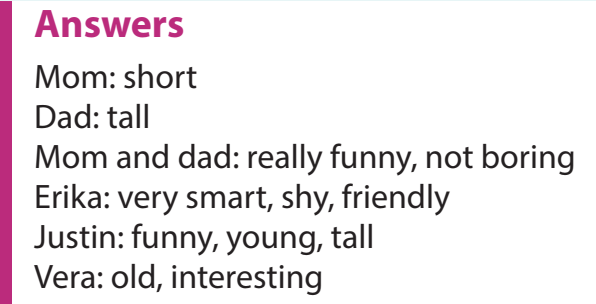 Answers
Mom: short
Dad: tall
Mom and dad: really funny, not boring
Erika: very smart, shy, friendly
Justin: funny, young, tall
Vera: old, interesting